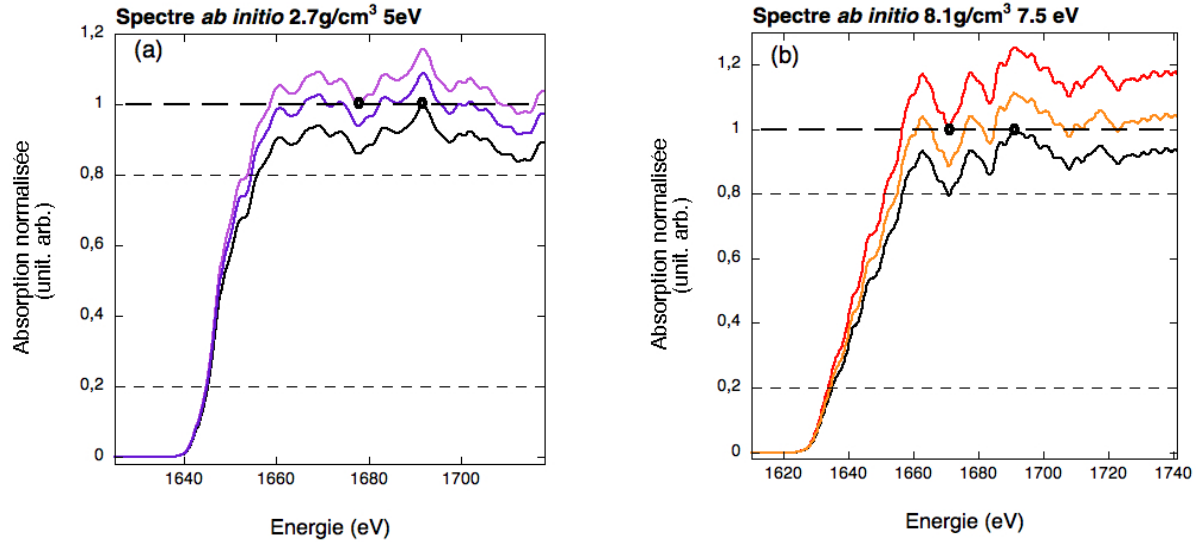 Spectre ab initio 2.7g/cm³ 5eV
(a)
1,2
1
0,8
0,6
0,4
0,2
0
1640 1660 1680 1700
Absorption normalisée
(unit. arb.)
Energie (eV)
Spectre ab initio 8.1g/cm³ 7.5 eV
(b)
1,2
1
0,8
0,6
0,4
0,2
0
1620 1640 1660 1680 1700 1720 1740
Absorption normalisée
(unit. arb.)
Energie (eV)